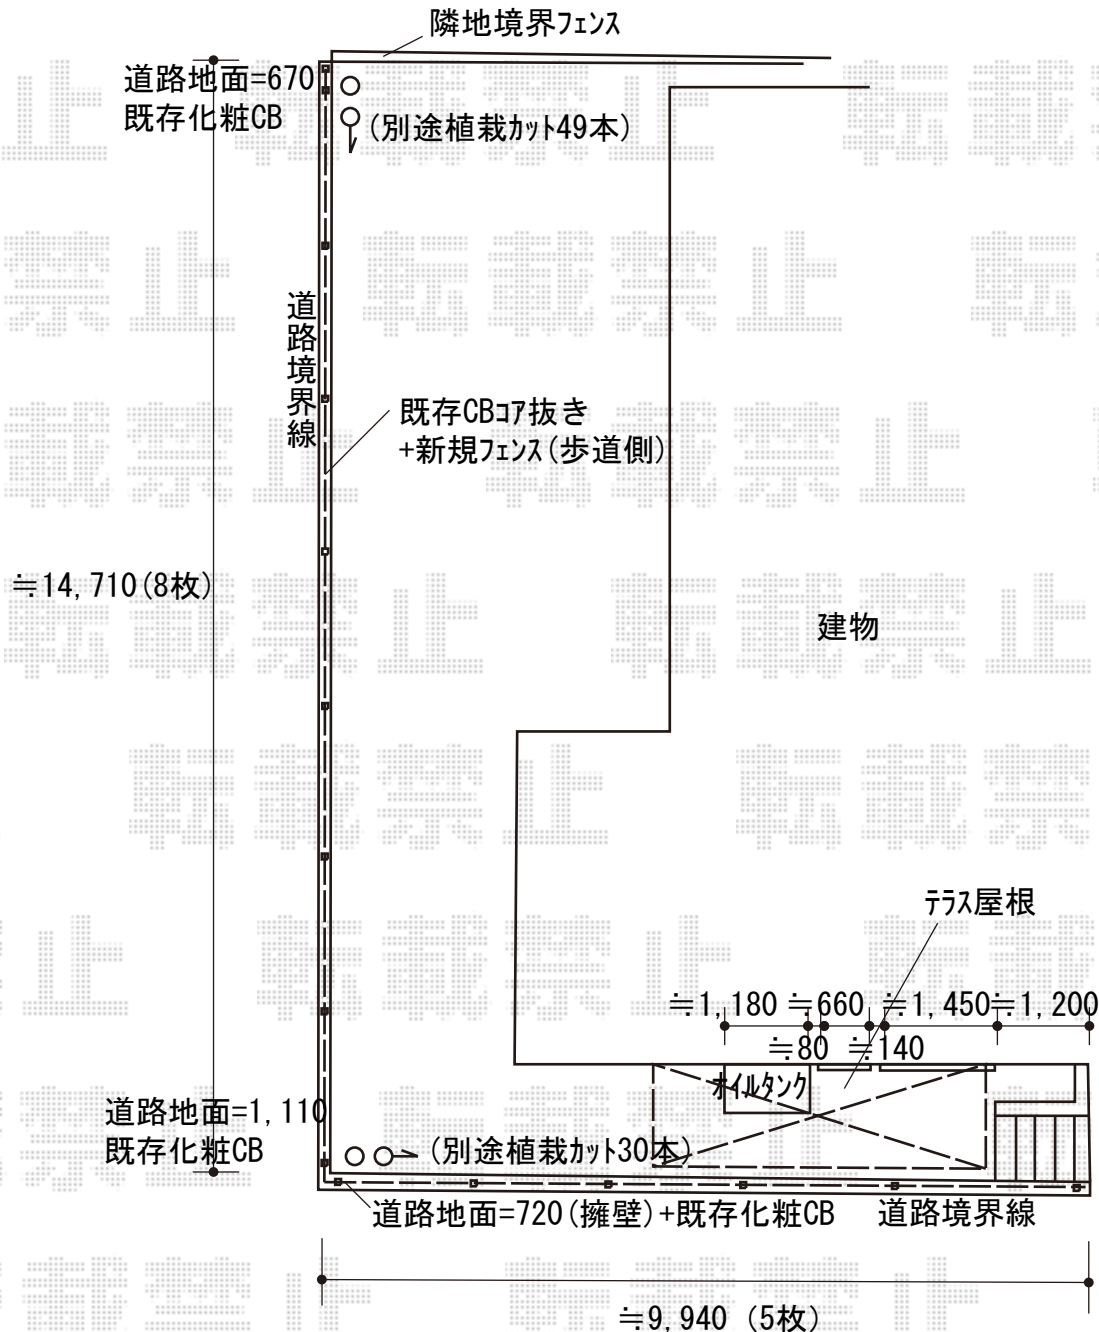 隣地境界フェンス
道路地面=670
既存化粧CB
(別途植栽カット49本)
道路境界線
既存CBコア抜き
+新規フェンス(歩道側)
≒14,710(8枚)
建物
テラス屋根
≒1,180 ≒660 ≒1,450≒1,200
≒80 ≒140
オイルタンク
道路地面=1,110
既存化粧CB
(別途植栽カット30本)
道路地面=720(擁壁)+既存化粧CB 道路境界線
≒9,940 (5枚)
転載禁止